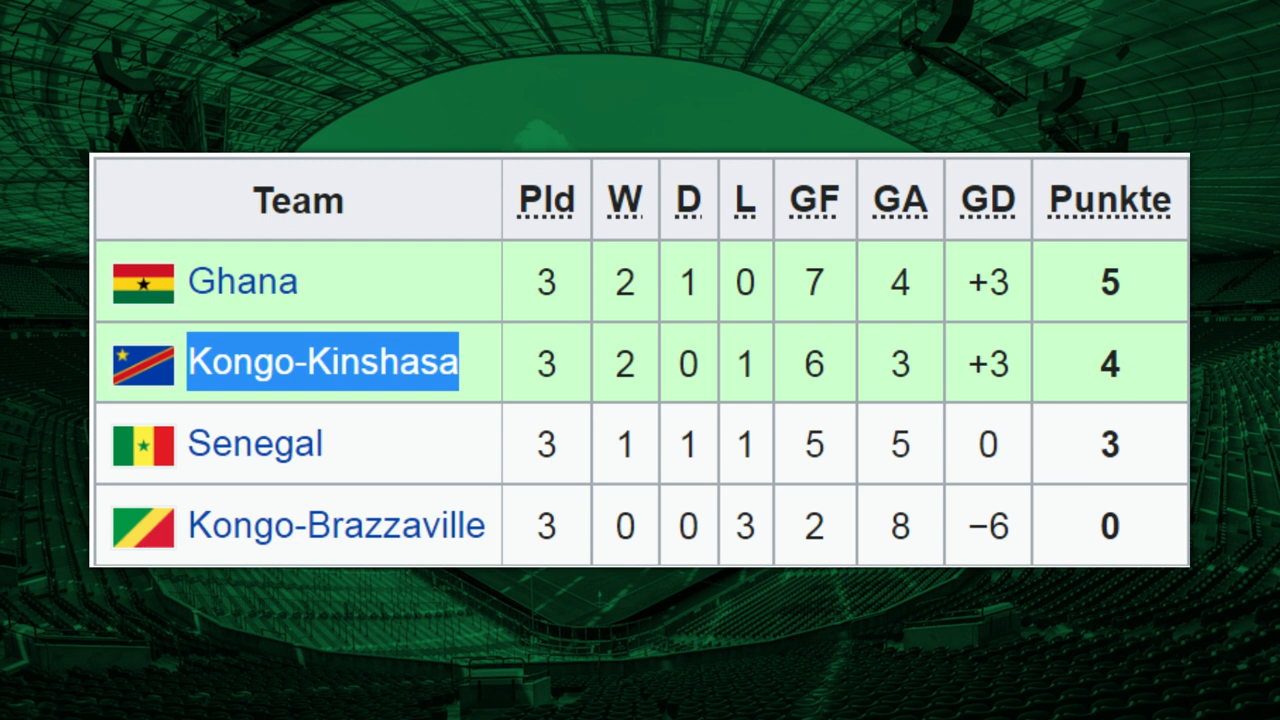 Team Pld W D L GF GA GD Punkte
Ghana 3 2 1 0 7 4 +3 5
Kongo-Kinshasa 3 2 0 1 6 3 +3 4
Senegal 3 1 1 1 5 5 0 3
Kongo-Brazzaville 3 0 0 3 2 8 −6 0